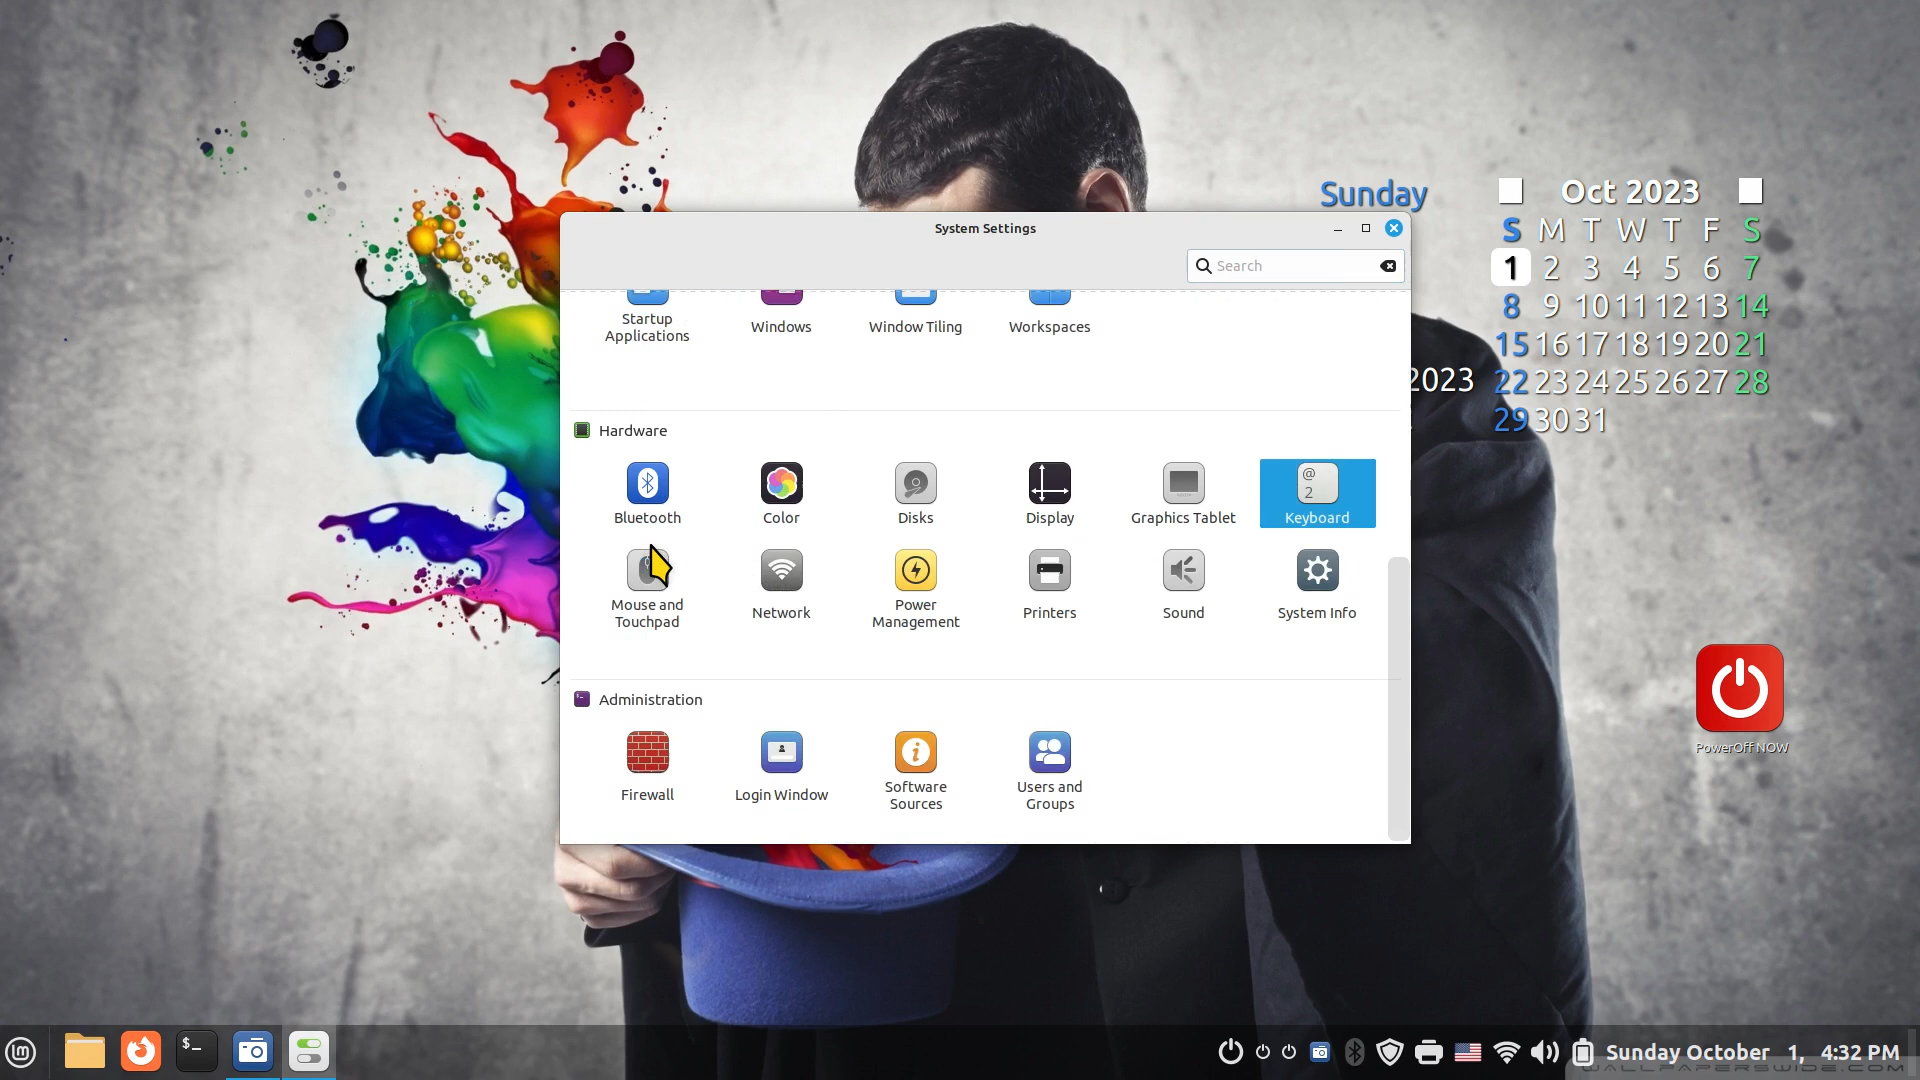 System Settings
Search
Startup
Applications
Windows
Window Tiling
Workspaces
Hardware
Bluetooth
Color
Disks
Display
Graphics Tablet
@
2
Keyboard
Mouse and
Touchpad
Network
Power
Management
Printers
Sound
System Info
Administration
Firewall
Login Window
Software
Sources
Users and
Groups
Sunday
2023
Oct 2023
S M T W T F S
1 2 3 4 5 6 7
8 9 10 11 12 13 14
15 16 17 18 19 20 21
22 23 24 25 26 27 28
29 30 31
PowerOff NOW
$_
Sunday October 1, 4:32 PM
WALLPAPERSWIDE.COM